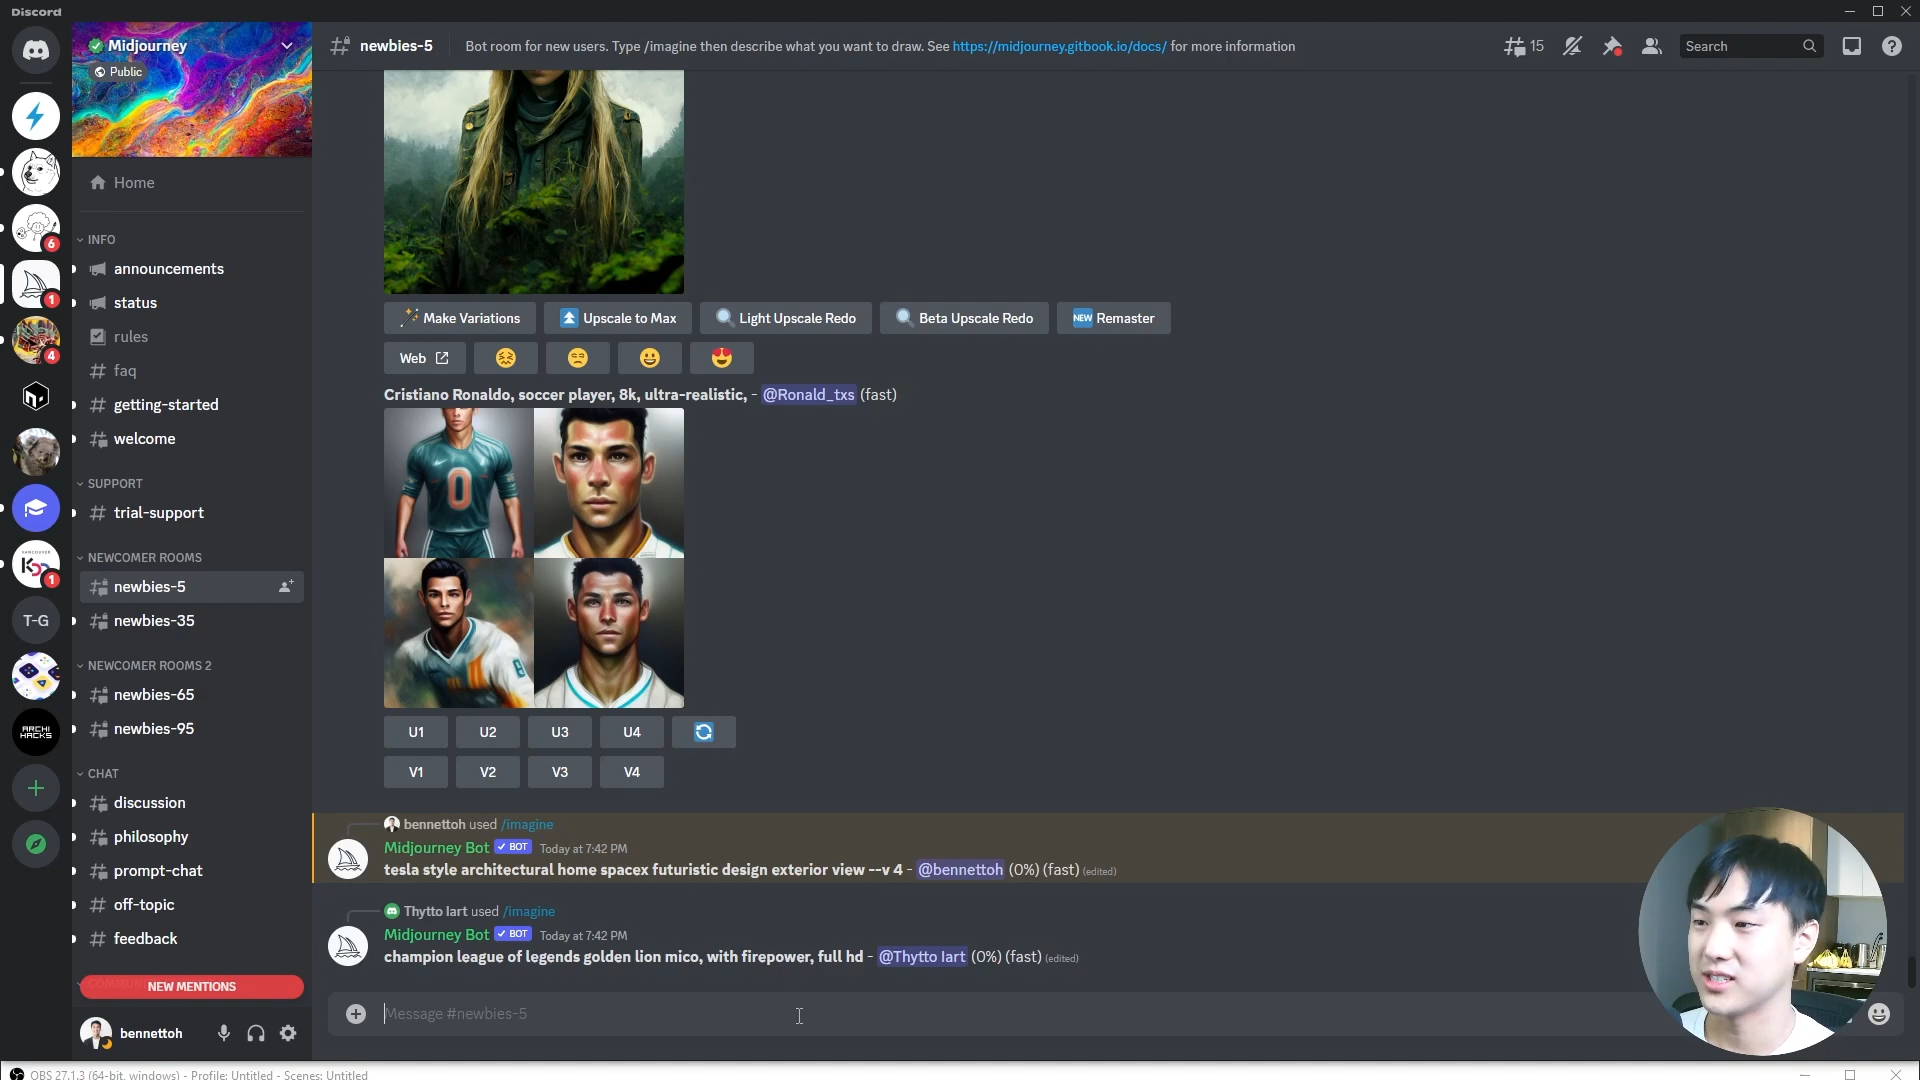 Discord
Midjourney
Public
newbies-5
Bot room for new users. Type /imagine then describe what you want to draw. See https://midjourney.gitbook.io/docs/ for more information
15
Search
Home
INFO
announcements
status
rules
faq
getting-started
welcome
SUPPORT
trial-support
NEWCOMER ROOMS
newbies-5
newbies-35
NEWCOMER ROOMS 2
newbies-65
newbies-95
CHAT
discussion
philosophy
prompt-chat
off-topic
feedback
NEW MENTIONS
bennettoh
6
1
4
VANCOUVER
1
T-G
ARCHI
HACKS
Make Variations
Upscale to Max
Light Upscale Redo
Beta Upscale Redo
NEW Remaster
Web
Cristiano Ronaldo, soccer player, 8k, ultra-realistic, - @Ronald_txs (fast)
0
U1 U2 U3 U4
V1 V2 V3 V4
bennettoh used /imagine
Midjourney Bot ✓ BOT Today at 7:42 PM
tesla style architectural home spacex futuristic design exterior view --v 4 - @bennettoh (0%) (fast) (edited)
Thytto lart used /imagine
Midjourney Bot ✓ BOT Today at 7:42 PM
champion league of legends golden lion mico, with firepower, full hd - @Thytto lart (0%) (fast) (edited)
Message #newbies-5
OBS 27.1.3 (64-bit, windows) - Profile: Untitled - Scenes: Untitled